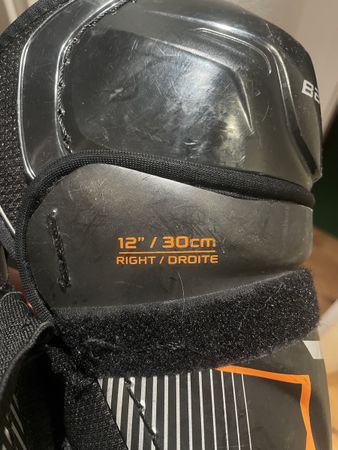 12" / 30cm
RIGHT / DROITE